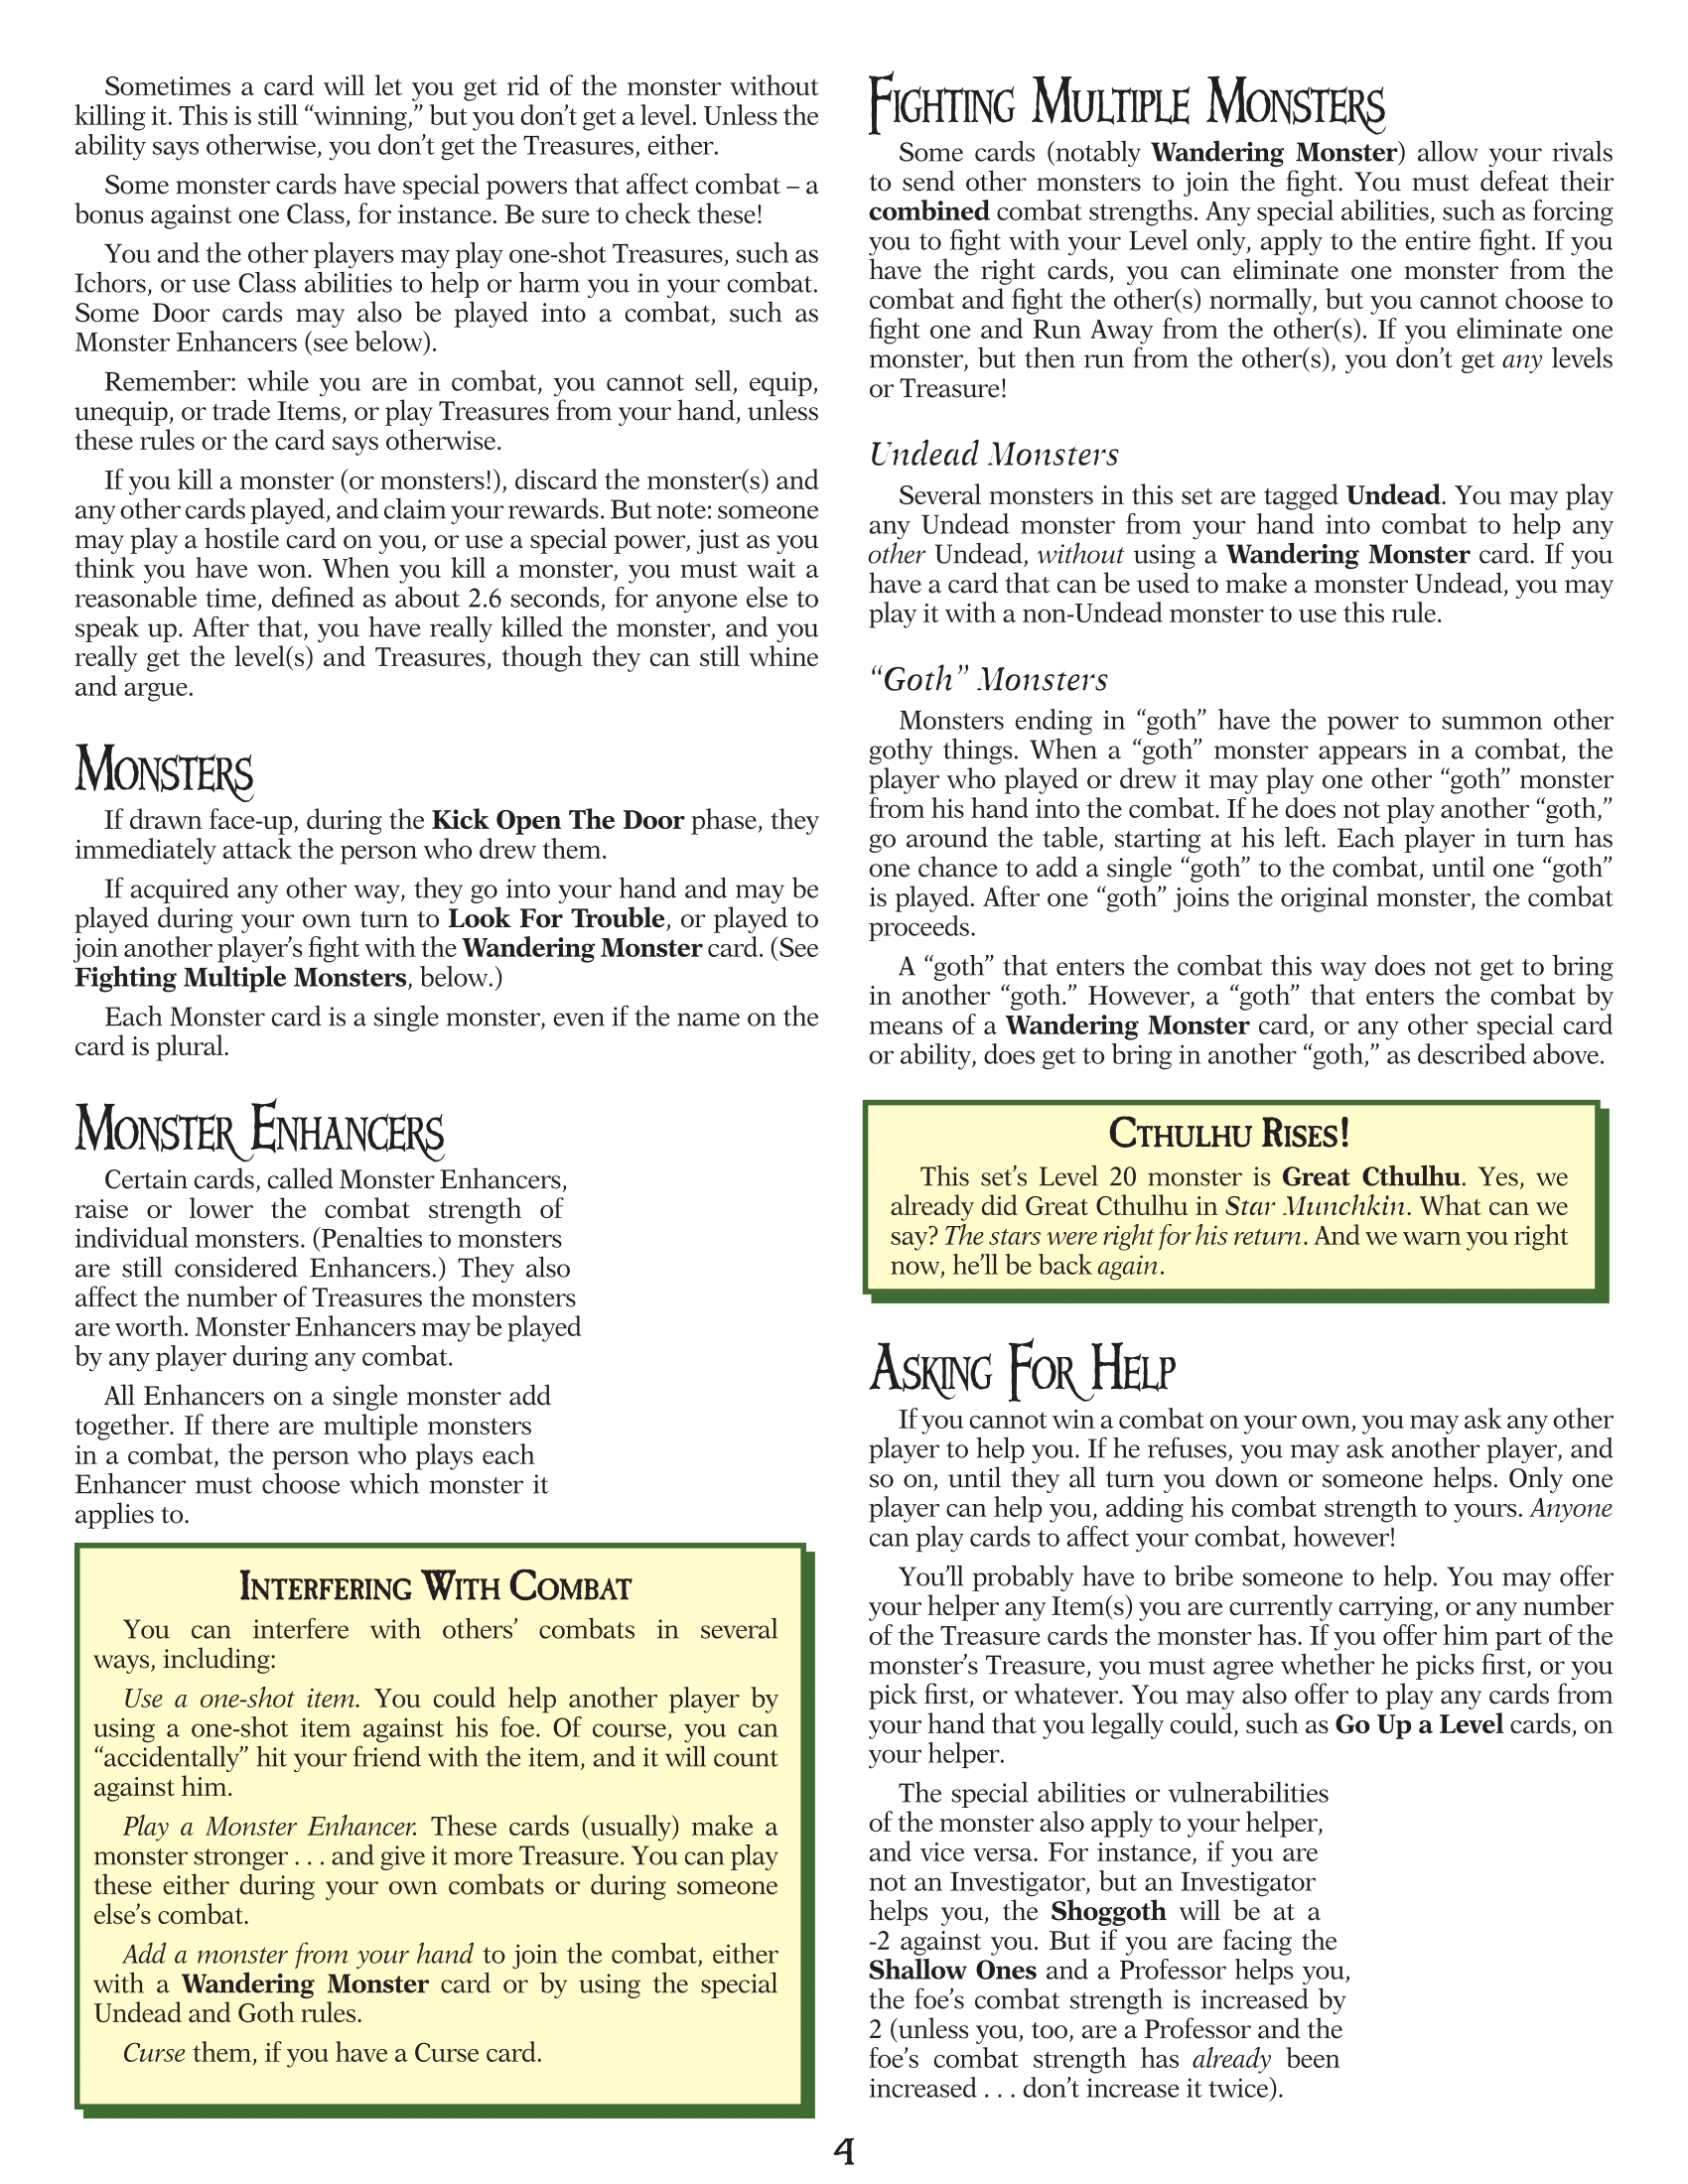 Sometimes a card will let you get rid of the monster without
killing it. This is still “winning,” but you don’t get a level. Unless the
ability says otherwise, you don’t get the Treasures, either.
Some monster cards have special powers that affect combat – a
bonus against one Class, for instance. Be sure to check these!
You and the other players may play one-shot Treasures, such as
Ichors, or use Class abilities to help or harm you in your combat.
Some Door cards may also be played into a combat, such as
Monster Enhancers (see below).
Remember: while you are in combat, you cannot sell, equip,
unequip, or trade Items, or play Treasures from your hand, unless
these rules or the card says otherwise.
If you kill a monster (or monsters!), discard the monster(s) and
any other cards played, and claim your rewards. But note: someone
may play a hostile card on you, or use a special power, just as you
think you have won. When you kill a monster, you must wait a
reasonable time, defined as about 2.6 seconds, for anyone else to
speak up. After that, you have really killed the monster, and you
really get the level(s) and Treasures, though they can still whine
and argue.
Monsters
If drawn face-up, during the Kick Open The Door phase, they
immediately attack the person who drew them.
If acquired any other way, they go into your hand and may be
played during your own turn to Look For Trouble, or played to
join another player’s fight with the Wandering Monster card. (See
Fighting Multiple Monsters, below.)
Each Monster card is a single monster, even if the name on the
card is plural.
Monster Enhancers
Certain cards, called Monster Enhancers,
raise or lower the combat strength of
individual monsters. (Penalties to monsters
are still considered Enhancers.) They also
affect the number of Treasures the monsters
are worth. Monster Enhancers may be played
by any player during any combat.
All Enhancers on a single monster add
together. If there are multiple monsters
in a combat, the person who plays each
Enhancer must choose which monster it
applies to.
Interfering With Combat
You can interfere with others’ combats in several
ways, including:
Use a one-shot item. You could help another player by
using a one-shot item against his foe. Of course, you can
“accidentally” hit your friend with the item, and it will count
against him.
Play a Monster Enhancer. These cards (usually) make a
monster stronger . . . and give it more Treasure. You can play
these either during your own combats or during someone
else’s combat.
Add a monster from your hand to join the combat, either
with a Wandering Monster card or by using the special
Undead and Goth rules.
Curse them, if you have a Curse card.
Fighting Multiple Monsters
Some cards (notably Wandering Monster) allow your rivals
to send other monsters to join the fight. You must defeat their
combined combat strengths. Any special abilities, such as forcing
you to fight with your Level only, apply to the entire fight. If you
have the right cards, you can eliminate one monster from the
combat and fight the other(s) normally, but you cannot choose to
fight one and Run Away from the other(s). If you eliminate one
monster, but then run from the other(s), you don’t get any levels
or Treasure!
Undead Monsters
Several monsters in this set are tagged Undead. You may play
any Undead monster from your hand into combat to help any
other Undead, without using a Wandering Monster card. If you
have a card that can be used to make a monster Undead, you may
play it with a non-Undead monster to use this rule.
“Goth” Monsters
Monsters ending in “goth” have the power to summon other
gothy things. When a “goth” monster appears in a combat, the
player who played or drew it may play one other “goth” monster
from his hand into the combat. If he does not play another “goth,”
go around the table, starting at his left. Each player in turn has
one chance to add a single “goth” to the combat, until one “goth”
is played. After one “goth” joins the original monster, the combat
proceeds.
A “goth” that enters the combat this way does not get to bring
in another “goth.” However, a “goth” that enters the combat by
means of a Wandering Monster card, or any other special card
or ability, does get to bring in another “goth,” as described above.
Cthulhu Rises!
This set’s Level 20 monster is Great Cthulhu. Yes, we
already did Great Cthulhu in Star Munchkin. What can we
say? The stars were right for his return. And we warn you right
now, he’ll be back again.
Asking For Help
If you cannot win a combat on your own, you may ask any other
player to help you. If he refuses, you may ask another player, and
so on, until they all turn you down or someone helps. Only one
player can help you, adding his combat strength to yours. Anyone
can play cards to affect your combat, however!
You’ll probably have to bribe someone to help. You may offer
your helper any Item(s) you are currently carrying, or any number
of the Treasure cards the monster has. If you offer him part of the
monster’s Treasure, you must agree whether he picks first, or you
pick first, or whatever. You may also offer to play any cards from
your hand that you legally could, such as Go Up a Level cards, on
your helper.
The special abilities or vulnerabilities
of the monster also apply to your helper,
and vice versa. For instance, if you are
not an Investigator, but an Investigator
helps you, the Shoggoth will be at a
-2 against you. But if you are facing the
Shallow Ones and a Professor helps you,
the foe’s combat strength is increased by
2 (unless you, too, are a Professor and the
foe’s combat strength has already been
increased . . . don’t increase it twice).
4